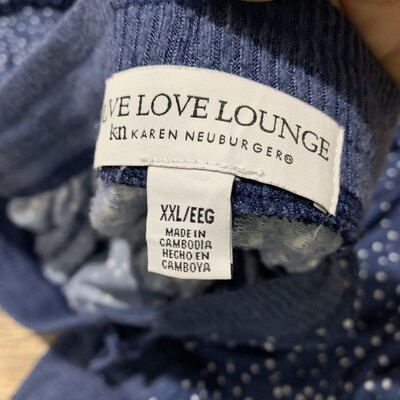 VE LOVE LOUNGE
kn KAREN NEUBURGER®
XXL/EEG
MADE IN
CAMBODIA
HECHO EN
CAMBOYA